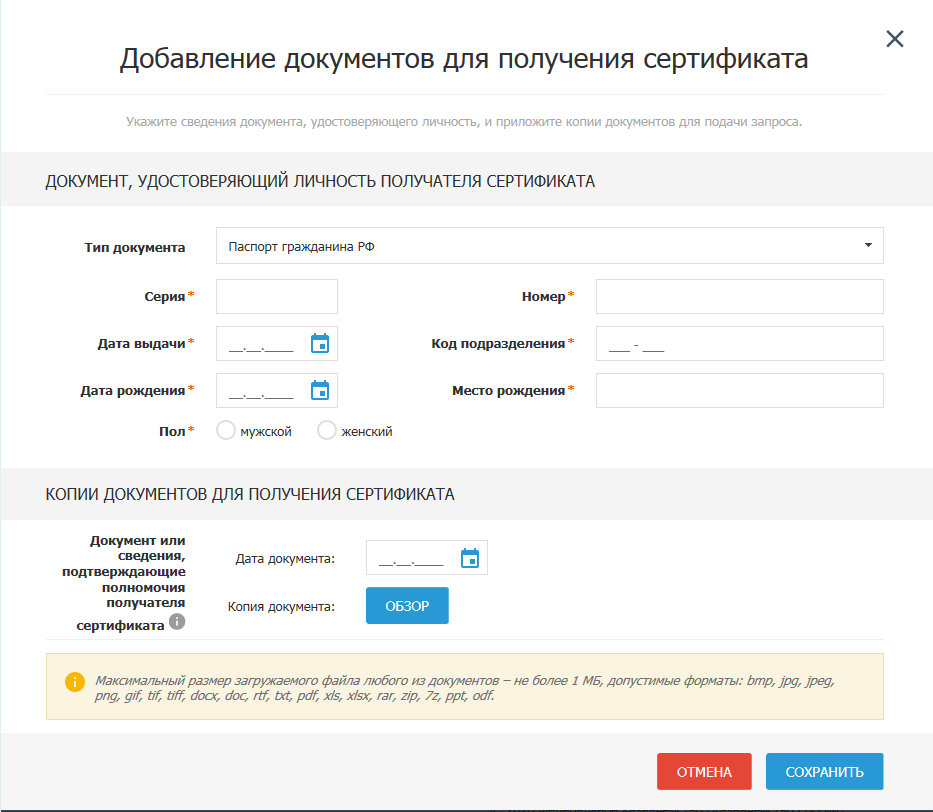 Добавление документов для получения сертификата
Укажите сведения документа, удостоверяющего личность, и приложите копии документов для подачи запроса.
ДОКУМЕНТ, УДОСТОВЕРЯЮЩИЙ ЛИЧНОСТЬ ПОЛУЧАТЕЛЯ СЕРТИФИКАТА
Тип документа Паспорт гражданина РФ
Серия* Номер*
Дата выдачи* __.__.____ Код подразделения* ___ - ___
Дата рождения* __.__.____ Место рождения*
Пол* мужской женский
КОПИИ ДОКУМЕНТОВ ДЛЯ ПОЛУЧЕНИЯ СЕРТИФИКАТА
Документ или
сведения,
подтверждающие
полномочия
получателя
сертификата
Дата документа: __.__.____
Копия документа: ОБЗОР
Максимальный размер загружаемого файла любого из документов – не более 1 МБ, допустимые форматы: bmp, jpg, jpeg,
png, gif, tif, tiff, docx, doc, rtf, txt, pdf, xls, xlsx, rar, zip, 7z, ppt, odf.
ОТМЕНА СОХРАНИТЬ